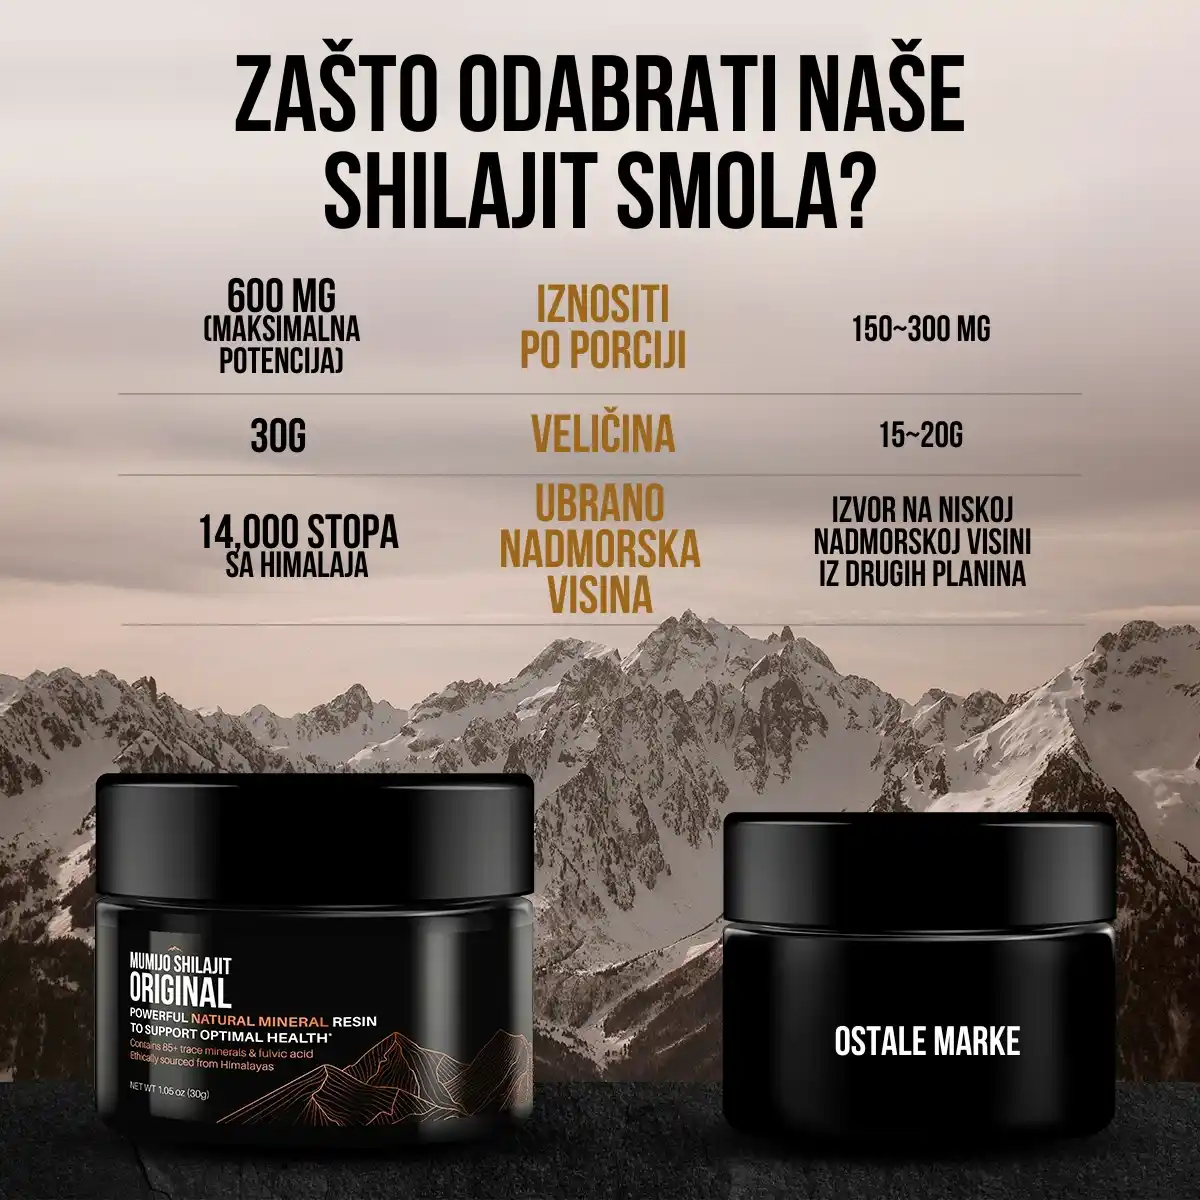 ZAŠTO ODABRATI NAŠE
SHILAJIT SMOLA?
600 MG
(MAKSIMALNA
POTENCIJA)
IZNOSITI
PO PORCIJI
150~300 MG
30G
VELIČINA
15~20G
14,000 STOPA
SA HIMALAJA
UBRANO
NADMORSKA
VISINA
IZVOR NA NISKOJ
NADMORSKOJ VISINI
IZ DRUGIH PLANINA
MUMIJO SHILAJIT
ORIGINAL
POWERFUL NATURAL MINERAL RESIN
TO SUPPORT OPTIMAL HEALTH*
Contains 85+ trace minerals & fulvic acid
Ethically sourced from Himalayas
NET WT 1.05 oz (30g)
OSTALE MARKE